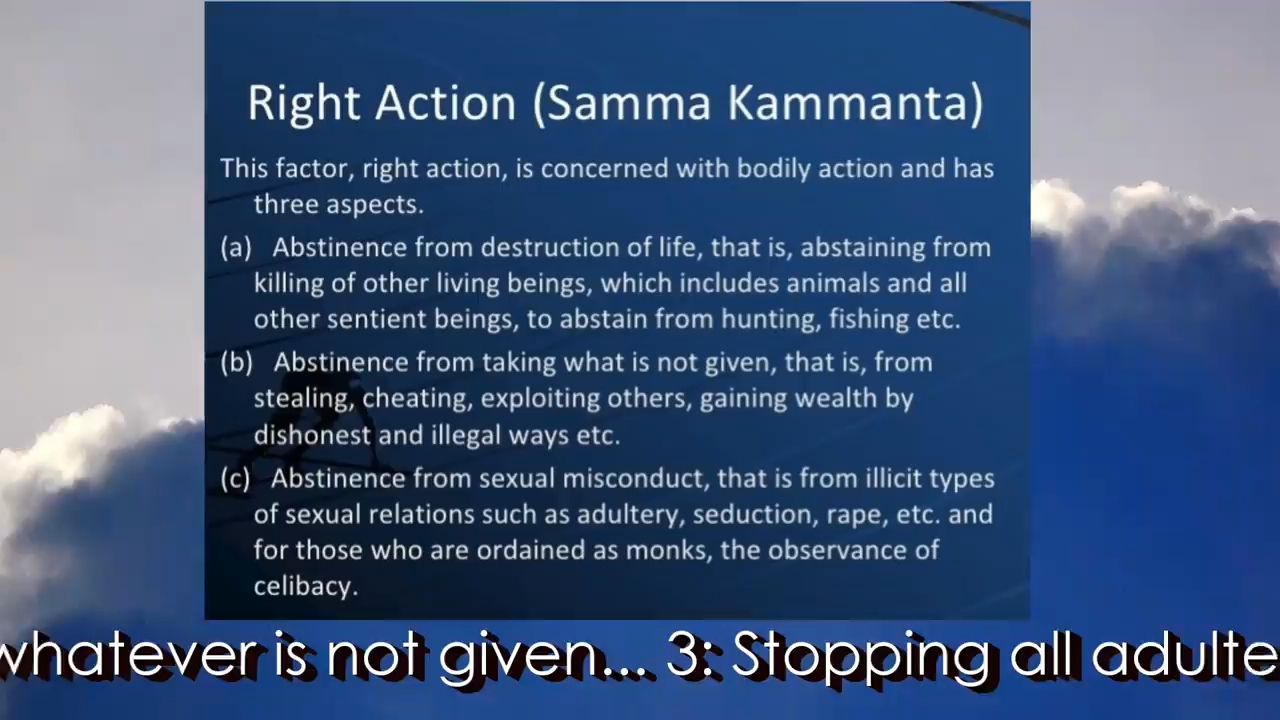 Right Action (Samma Kammanta)
This factor, right action, is concerned with bodily action and has
three aspects.
(a) Abstinence from destruction of life, that is, abstaining from
killing of other living beings, which includes animals and all
other sentient beings, to abstain from hunting, fishing etc.
(b) Abstinence from taking what is not given, that is, from
stealing, cheating, exploiting others, gaining wealth by
dishonest and illegal ways etc.
(c) Abstinence from sexual misconduct, that is from illicit types
of sexual relations such as adultery, seduction, rape, etc. and
for those who are ordained as monks, the observance of
celibacy.
whatever is not given... 3: Stopping all adulte